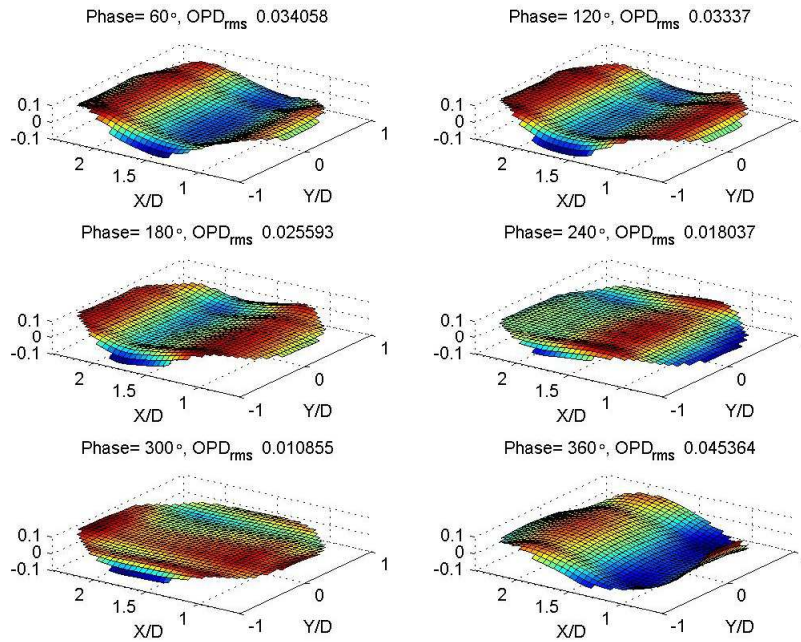 Phase= 60°, OPDrms 0.034058
0.1
0
-0.1
2
1.5
1
X/D
-1
0
1
Y/D
Phase= 120°, OPDrms 0.03337
0.1
0
-0.1
2
1.5
1
X/D
-1
0
1
Y/D
Phase= 180°, OPDrms 0.025593
0.1
0
-0.1
2
1.5
1
X/D
-1
0
1
Y/D
Phase= 240°, OPDrms 0.018037
0.1
0
-0.1
2
1.5
1
X/D
-1
0
Y/D
Phase= 300°, OPDrms 0.010855
0.1
0
-0.1
2
1.5
1
X/D
-1
0
1
Y/D
Phase= 360°, OPDrms 0.045364
0.1
0
-0.1
2
1.5
1
X/D
-1
0
Y/D